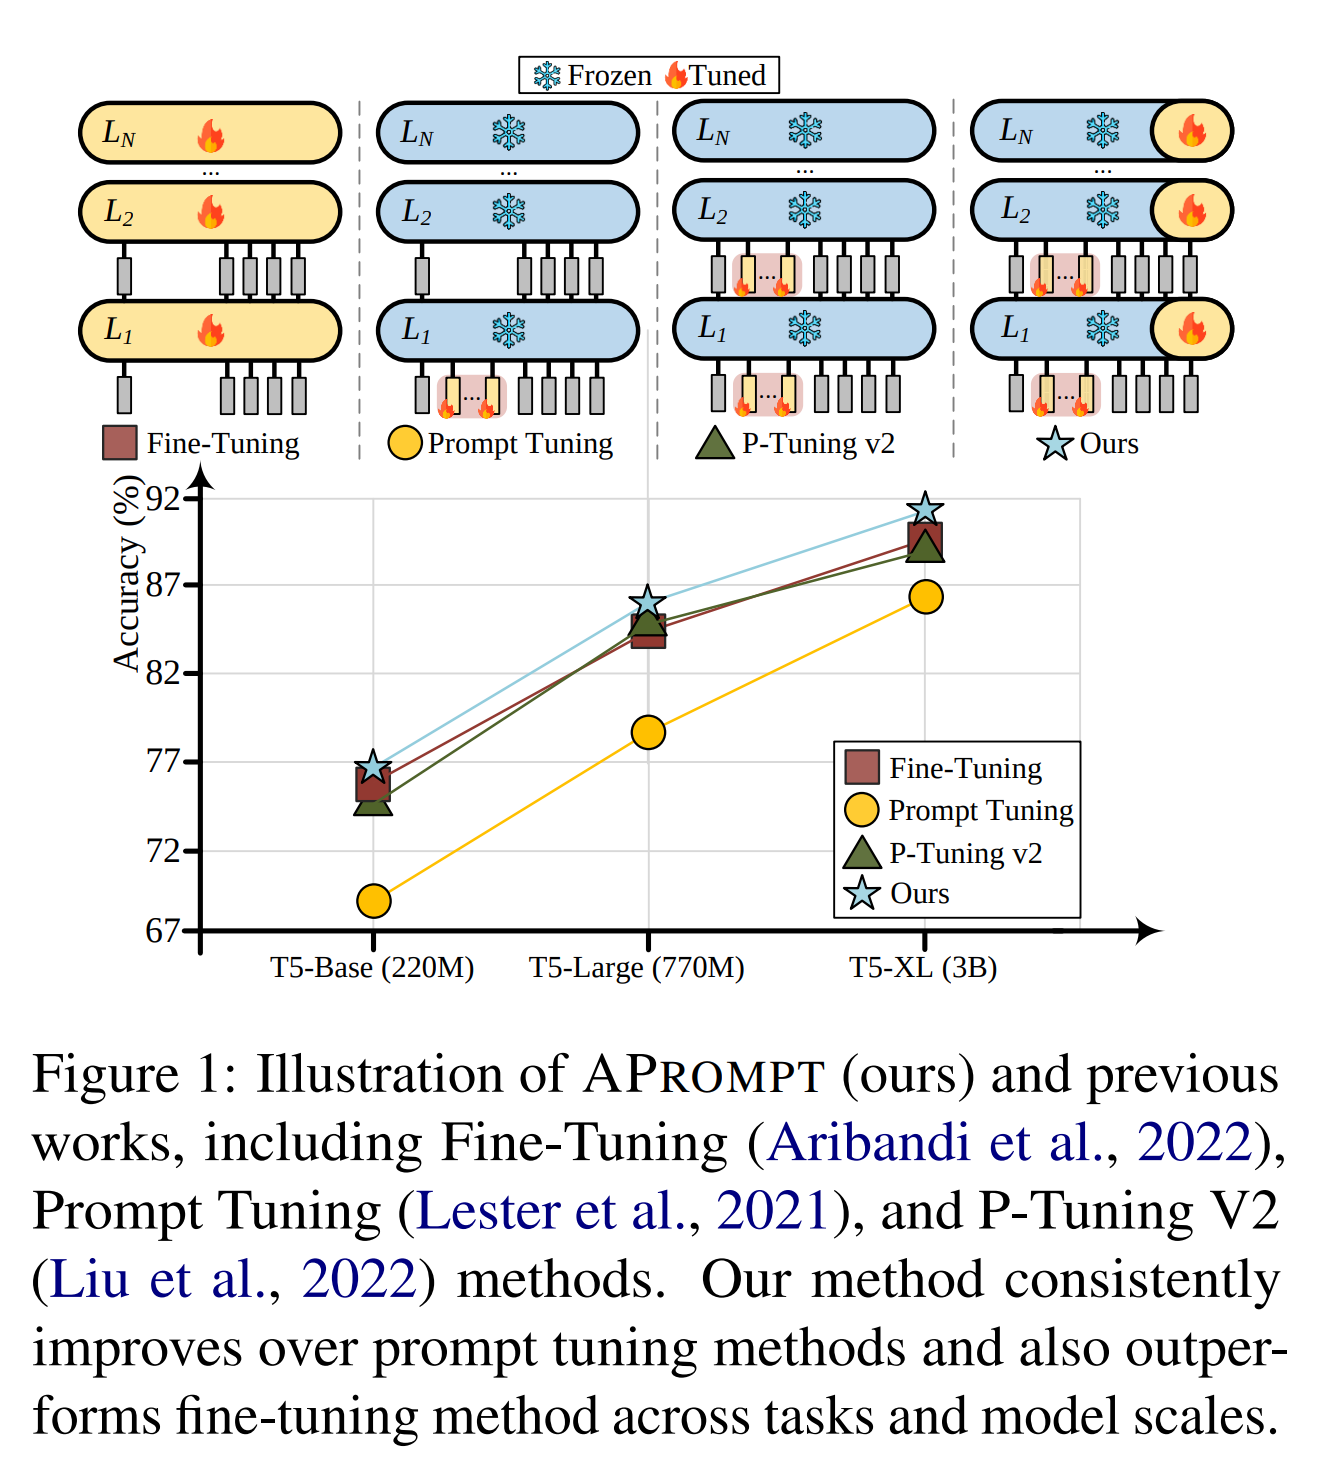 Frozen Tuned
L_N L_N L_N L_N
... ... ... ...
L_2 L_2 L_2 L_2
... ...
L_1 L_1 L_1 L_1
... ... ...
Fine-Tuning Prompt Tuning P-Tuning v2 Ours
Accuracy (%)
92
87
82
77
72
67
Fine-Tuning
Prompt Tuning
P-Tuning v2
Ours
T5-Base (220M) T5-Large (770M) T5-XL (3B)
Figure 1: Illustration of APROMPT (ours) and previous
works, including Fine-Tuning (Aribandi et al., 2022),
Prompt Tuning (Lester et al., 2021), and P-Tuning V2
(Liu et al., 2022) methods. Our method consistently
improves over prompt tuning methods and also outper-
forms fine-tuning method across tasks and model scales.